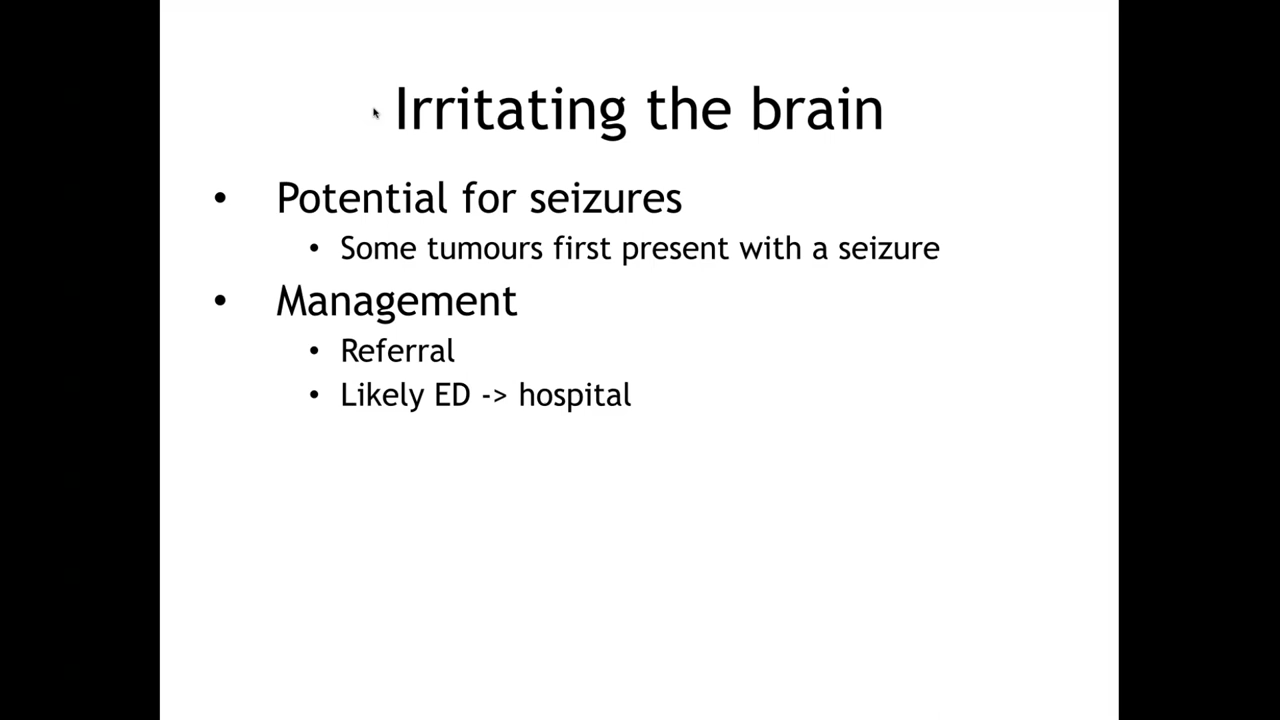 Irritating the brain
• Potential for seizures
• Some tumours first present with a seizure
• Management
• Referral
• Likely ED -> hospital